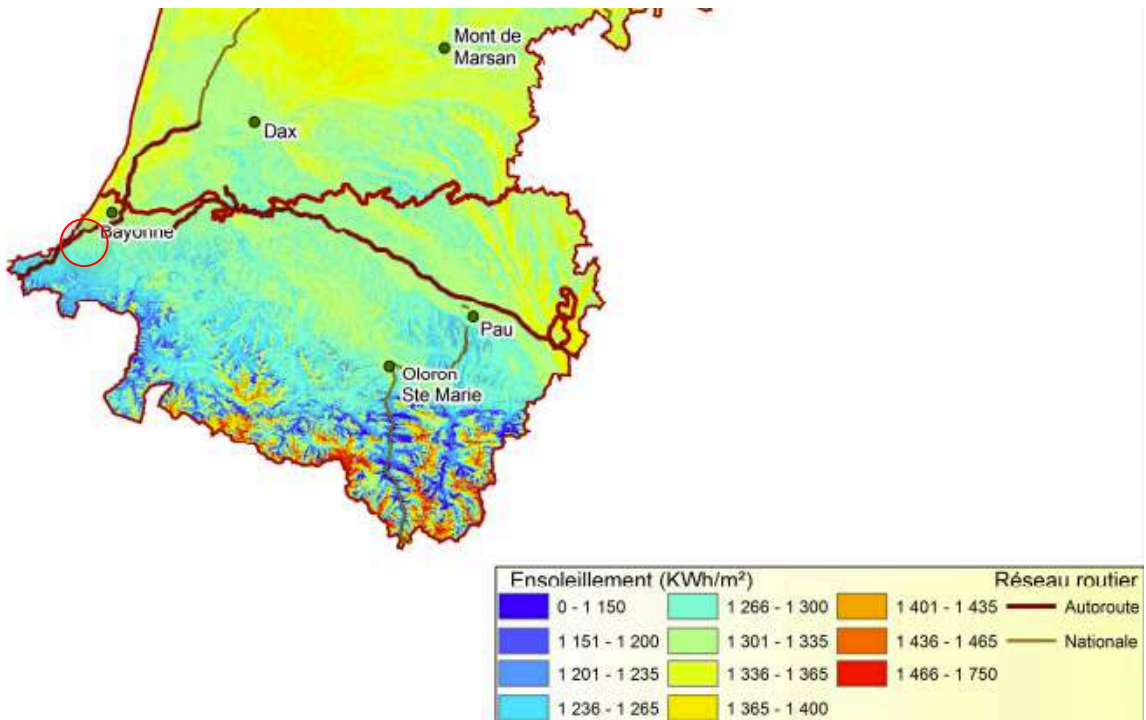 Mont de
Marsan
Dax
Bayonne
Pau
Oloron
Ste Marie
Ensoleillement (KWh/m²)
Réseau routier
0 - 1 150
1 266 - 1 300
1 401 - 1 435
Autoroute
1 151 - 1 200
1 301 - 1 335
1 436 - 1 465
Nationale
1 201 - 1 235
1 336 - 1 365
1 466 - 1 750
1 236 - 1 265
1 365 - 1 400